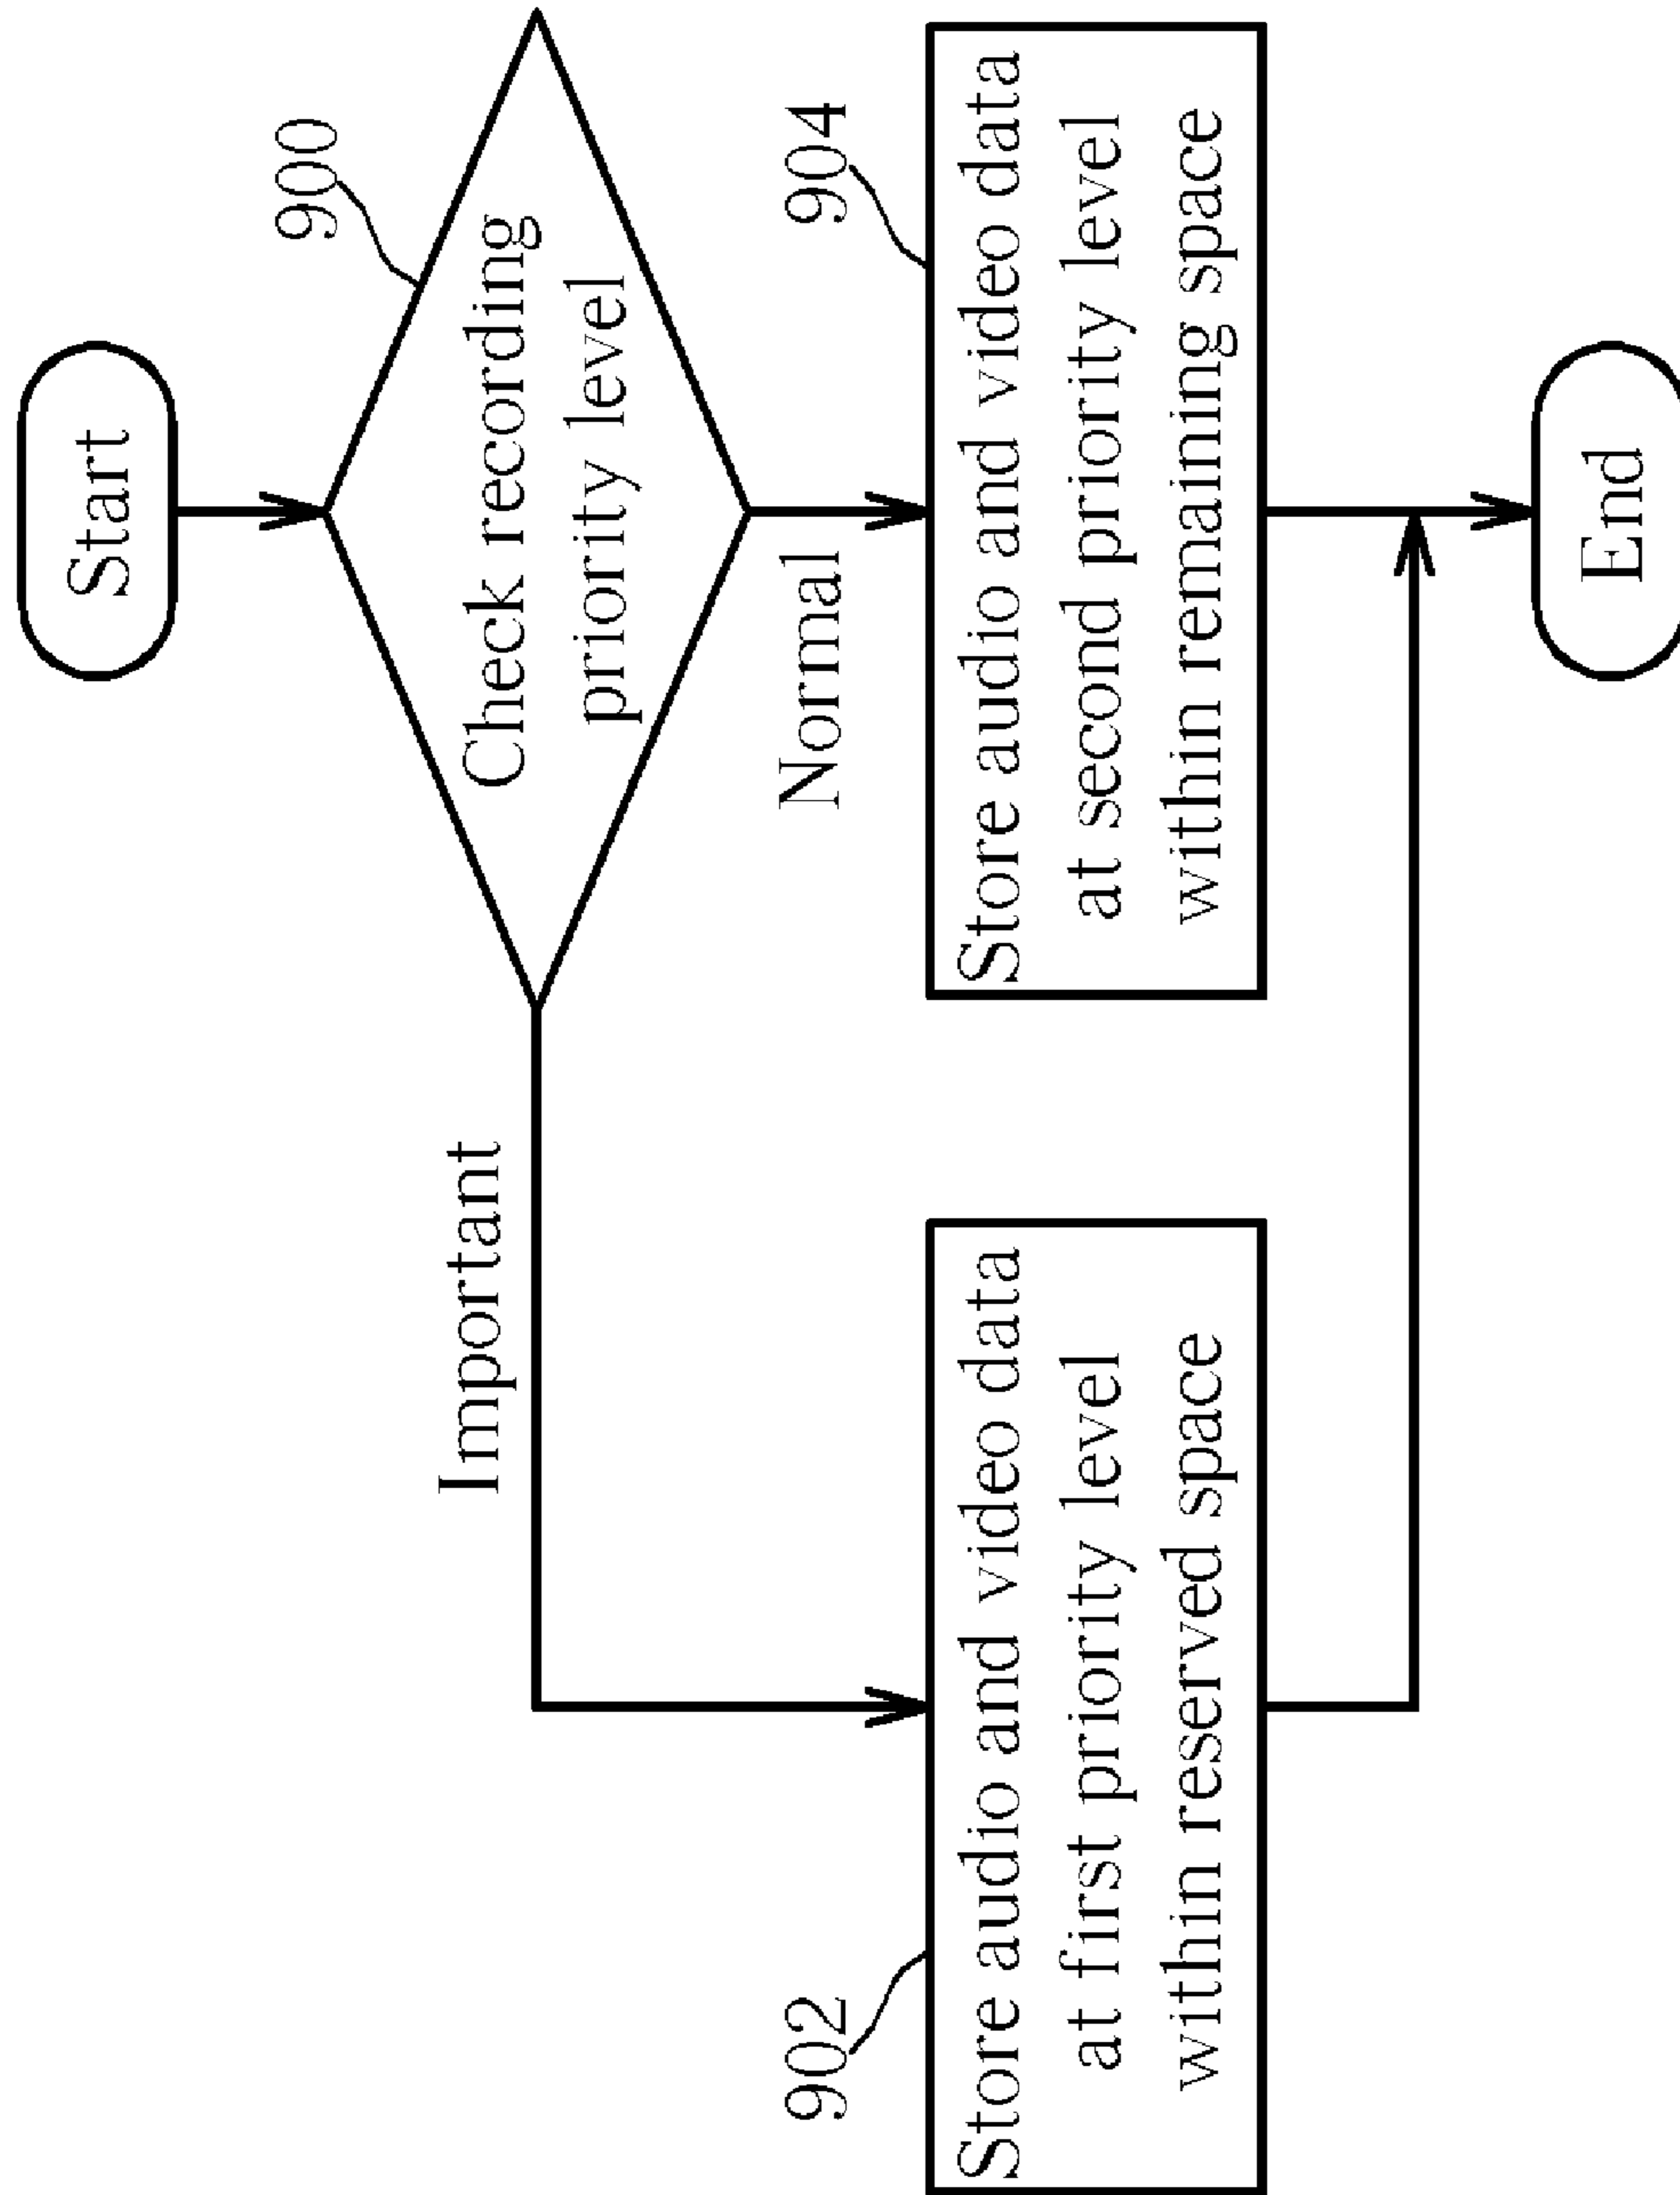 Start
900
Check recording
priority level
Important
Normal
902
Store audio and video data
at first priority level
within reserved space
904
Store audio and video data
at second priority level
within remaining space
End